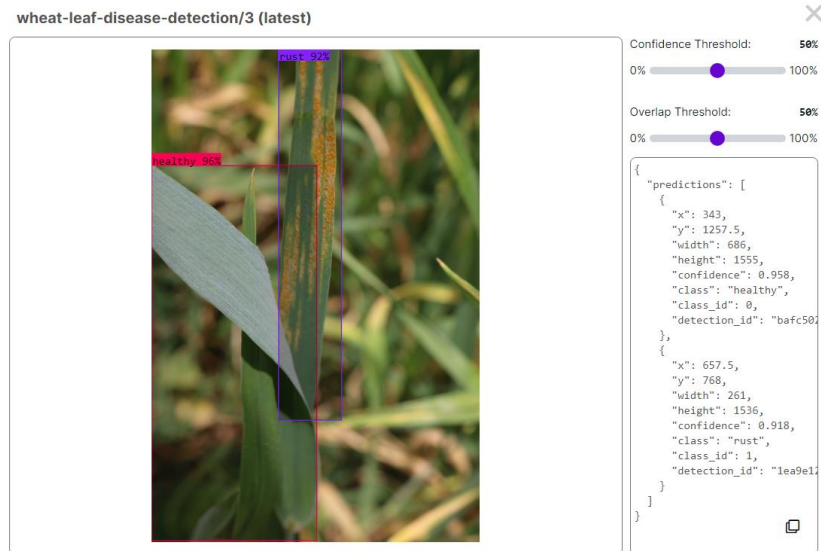 wheat-leaf-disease-detection/3 (latest)
rust 92%
healthy 96%
Confidence Threshold: 50%
0% 100%
Overlap Threshold: 50%
0% 100%
{
"predictions": [
{
"x": 343,
"y": 1257.5,
"width": 686,
"height": 1555,
"confidence": 0.958,
"class": "healthy",
"class_id": 0,
"detection_id": "bafc502
},
{
"x": 657.5,
"y": 768,
"width": 261,
"height": 1536,
"confidence": 0.918,
"class": "rust",
"class_id": 1,
"detection_id": "1ea9e12
}
]
}